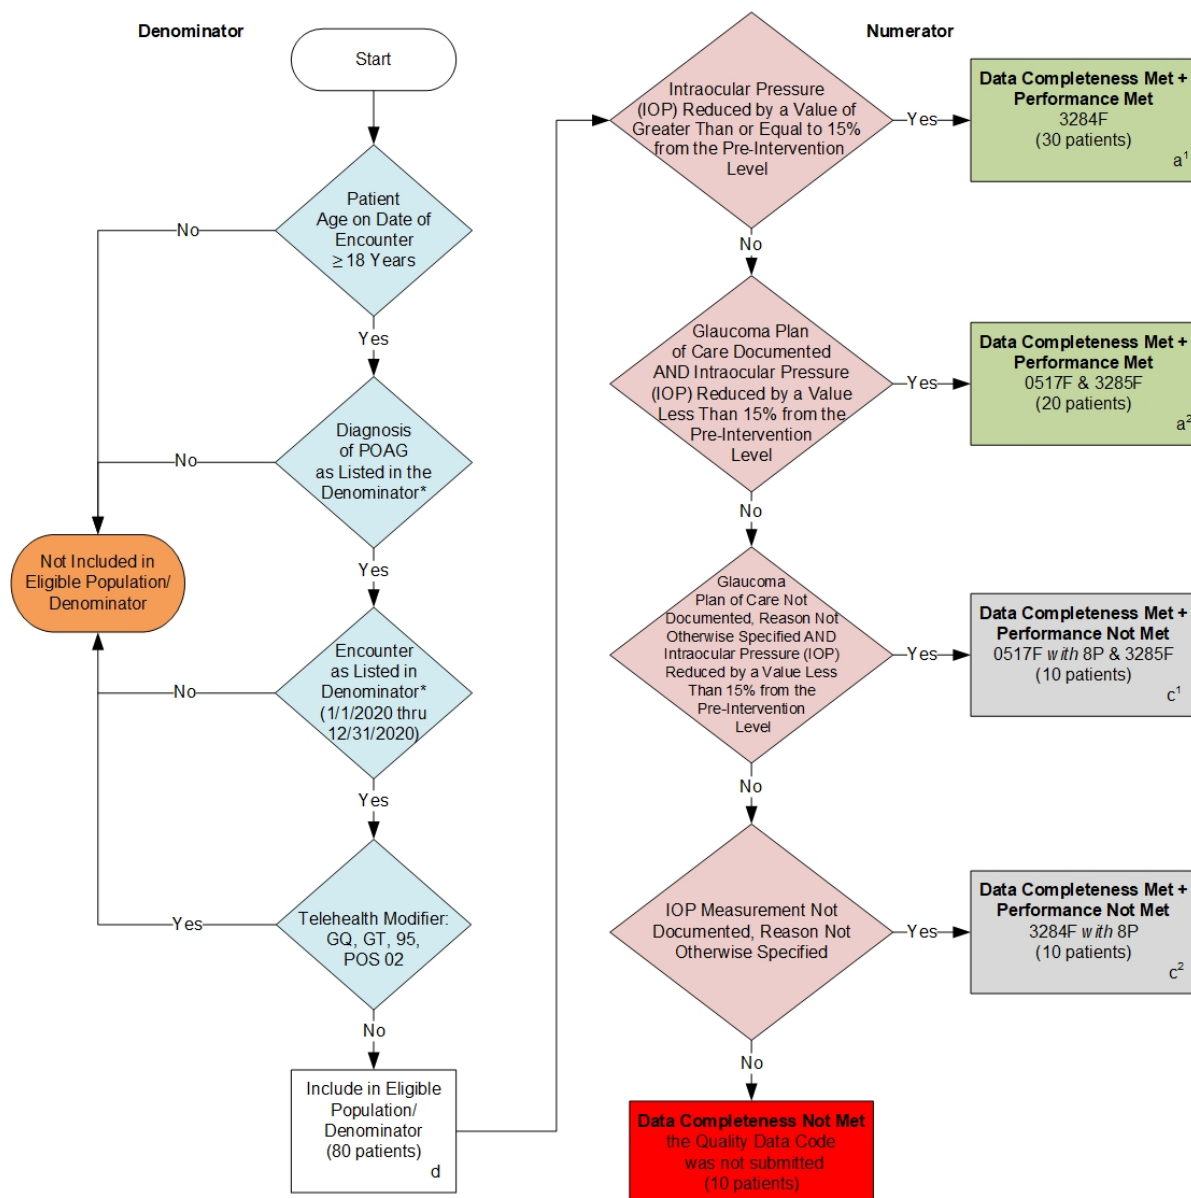 Denominator
Start
Patient
Age on Date of
Encounter
≥ 18 Years
No
Yes
Diagnosis
of POAG
as Listed in the
Denominator*
No
Not Included in
Eligible Population/
Denominator
Yes
Encounter
as Listed in
Denominator*
(1/1/2020 thru
12/31/2020)
No
Yes
Telehealth Modifier:
GQ, GT, 95,
POS 02
Yes
No
Include in Eligible
Population/
Denominator
(80 patients)
d
Numerator
Intraocular Pressure
(IOP) Reduced by a Value of
Greater Than or Equal to 15%
from the Pre-Intervention
Level
Yes
Data Completeness Met +
Performance Met
3284F
(30 patients)
a¹
No
Glaucoma Plan
of Care Documented
AND Intraocular Pressure
(IOP) Reduced by a Value
Less Than 15% from the
Pre-Intervention
Level
Yes
Data Completeness Met +
Performance Met
0517F & 3285F
(20 patients)
a²
No
Glaucoma
Plan of Care Not
Documented, Reason Not
Otherwise Specified AND
Intraocular Pressure (IOP)
Reduced by a Value Less
Than 15% from the
Pre-Intervention
Level
Yes
Data Completeness Met +
Performance Not Met
0517F with 8P & 3285F
(10 patients)
c¹
No
IOP Measurement Not
Documented, Reason Not
Otherwise Specified
Yes
Data Completeness Met +
Performance Not Met
3284F with 8P
(10 patients)
c²
No
Data Completeness Not Met
the Quality Data Code
was not submitted
(10 patients)